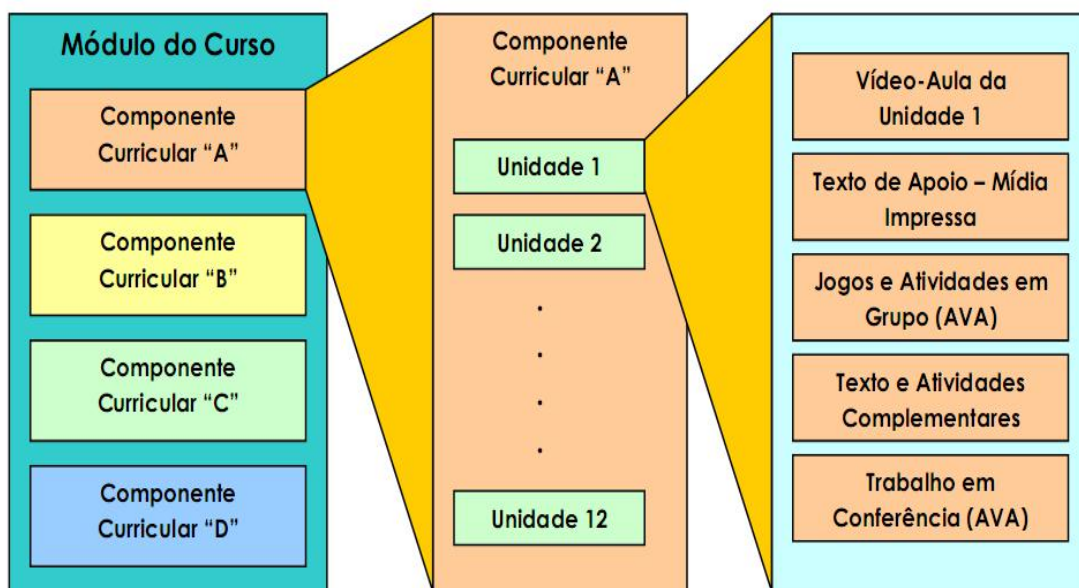 Módulo do Curso
Componente
Curricular “A”
Componente
Curricular “B”
Componente
Curricular “C”
Componente
Curricular “D”
Componente
Curricular “A”
Unidade 1
Unidade 2
.
.
.
.
Unidade 12
Vídeo-Aula da
Unidade 1
Texto de Apoio – Mídia
Impressa
Jogos e Atividades em
Grupo (AVA)
Texto e Atividades
Complementares
Trabalho em
Conferência (AVA)